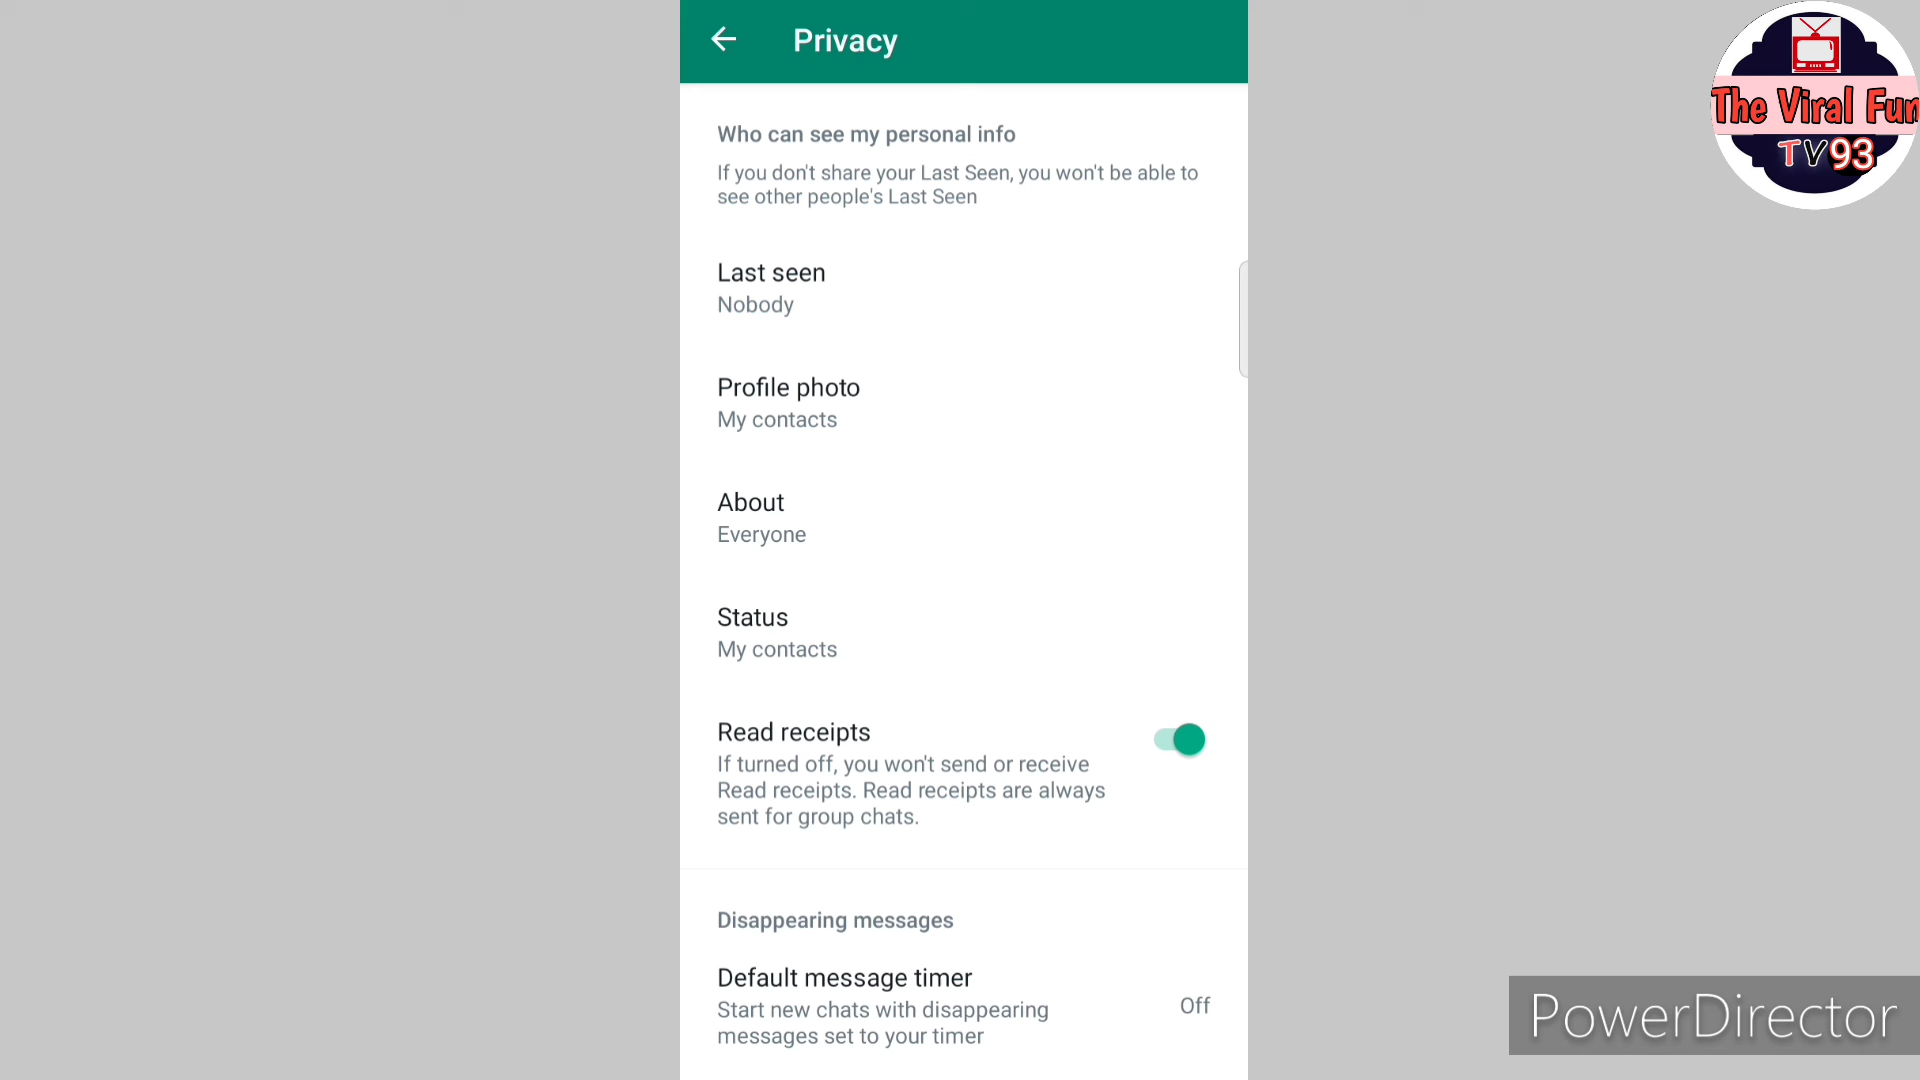 Privacy
Who can see my personal info
If you don't share your Last Seen, you won't be able to
see other people's Last Seen
Last seen
Nobody
Profile photo
My contacts
About
Everyone
Status
My contacts
Read receipts
If turned off, you won't send or receive
Read receipts. Read receipts are always
sent for group chats.
Disappearing messages
Default message timer
Start new chats with disappearing
messages set to your timer
Off
The Viral Fun
TV93
PowerDirector